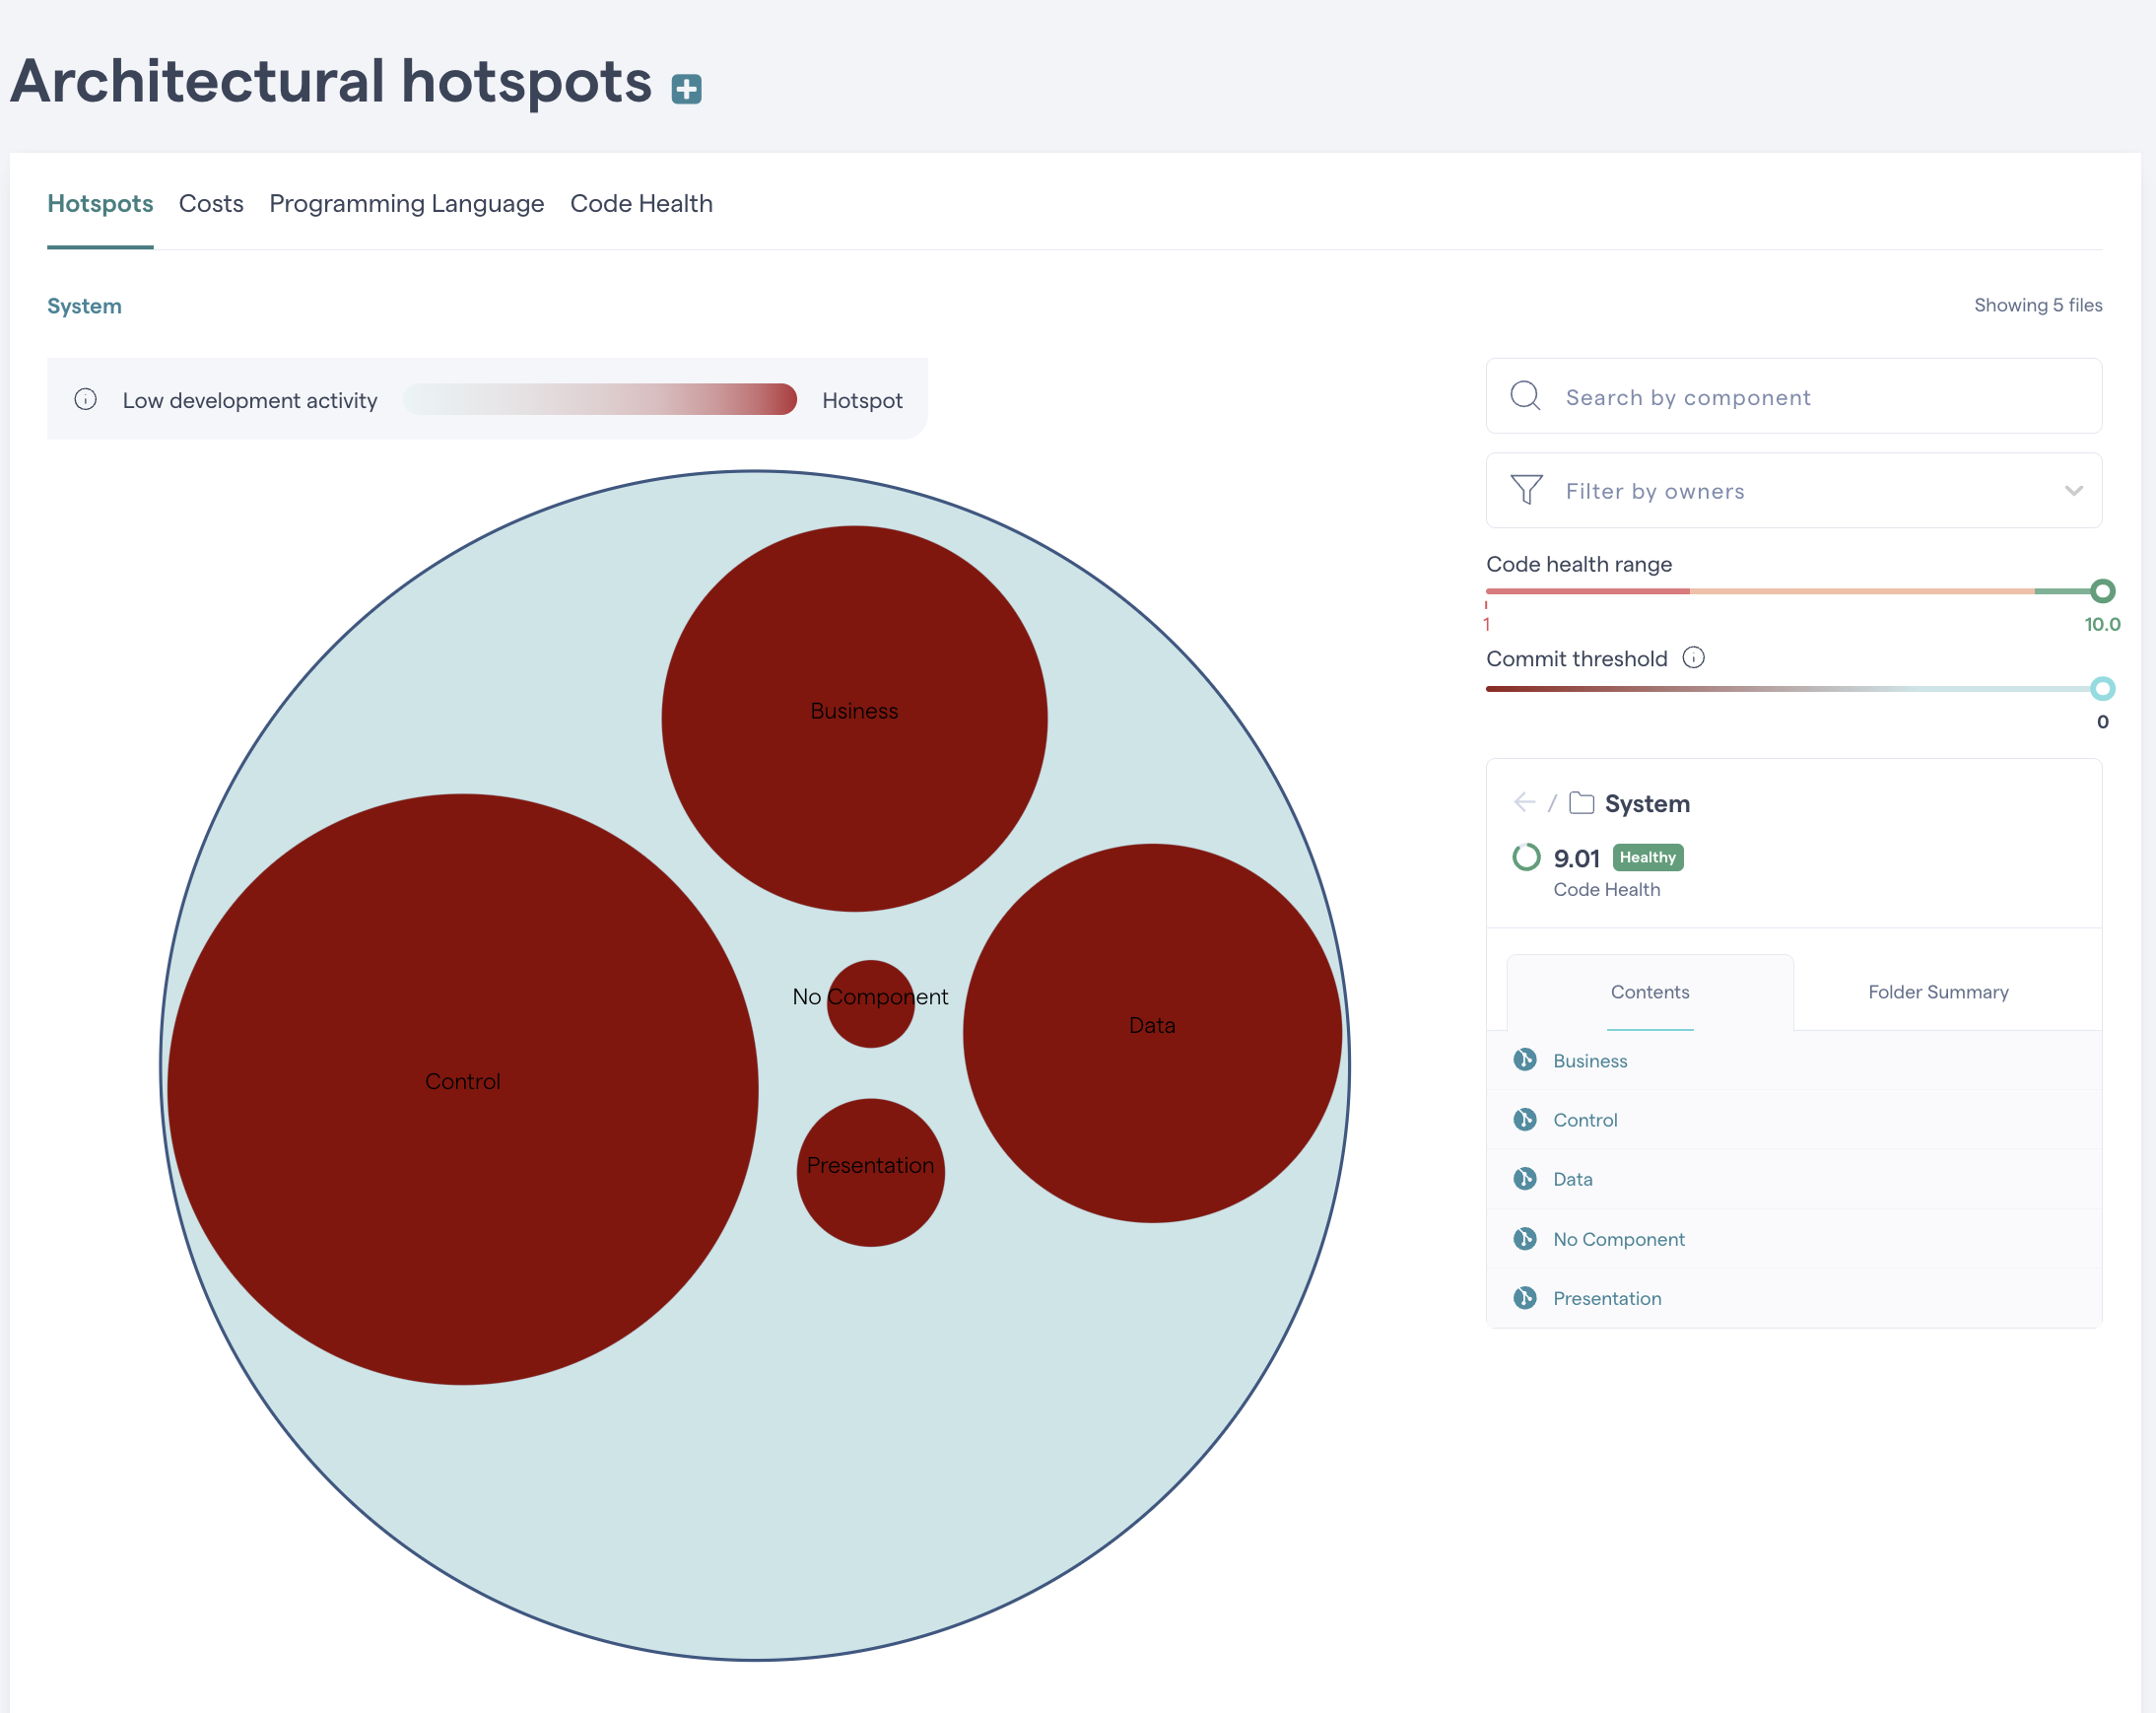 Architectural hotspots
Hotspots Costs Programming Language Code Health
System
Showing 5 files
Low development activity
Hotspot
Business
Control
No Component
Data
Presentation
Search by component
Filter by owners
Code health range
1
10.0
Commit threshold
0
/ System
9.01 Healthy
Code Health
Contents
Folder Summary
Business
Control
Data
No Component
Presentation